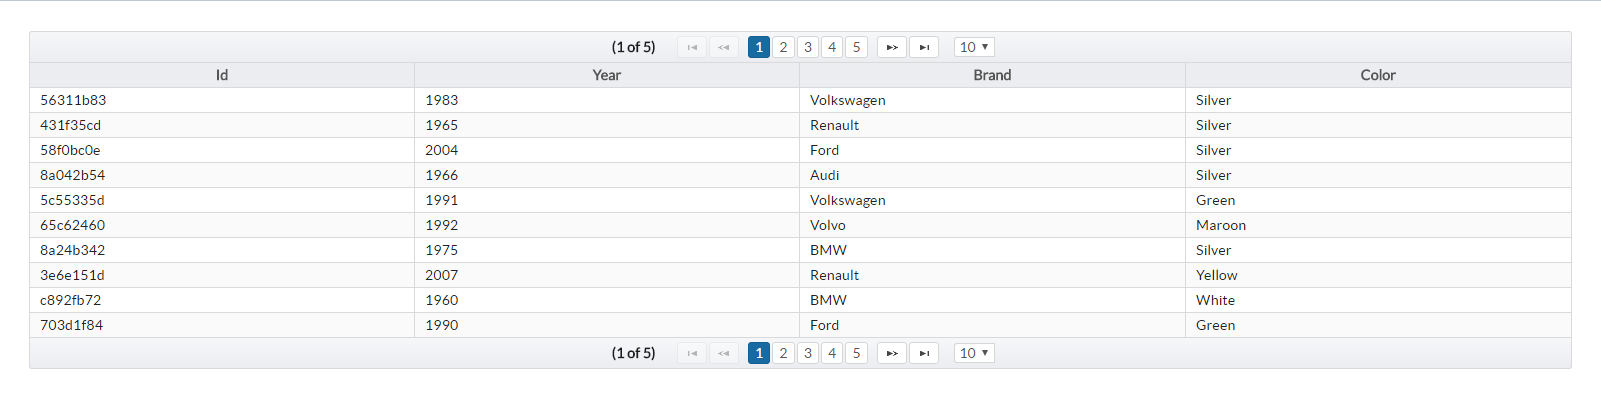 (1 of 5) 1 2 3 4 5 10
Id Year Brand Color
56311b83 1983 Volkswagen Silver
431f35cd 1965 Renault Silver
58f0bc0e 2004 Ford Silver
8a042b54 1966 Audi Silver
5c55335d 1991 Volkswagen Green
65c62460 1992 Volvo Maroon
8a24b342 1975 BMW Silver
3e6e151d 2007 Renault Yellow
c892fb72 1960 BMW White
703d1f84 1990 Ford Green
(1 of 5) 1 2 3 4 5 10